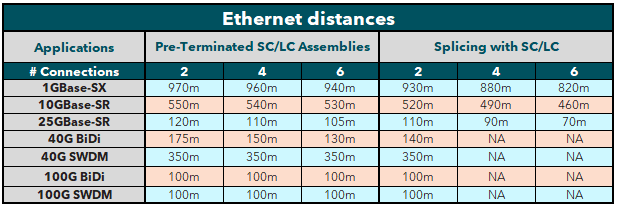 Ethernet distances
Applications Pre-Terminated SC/LC Assemblies Splicing with SC/LC
# Connections 2 4 6 2 4 6
1GBase-SX 970m 960m 940m 930m 880m 820m
10GBase-SR 550m 540m 530m 520m 490m 460m
25GBase-SR 120m 110m 105m 110m 90m 70m
40G BiDi 175m 150m 130m 140m NA NA
40G SWDM 350m 350m 350m 350m NA NA
100G BiDi 100m 100m 100m 100m NA NA
100G SWDM 100m 100m 100m 100m NA NA